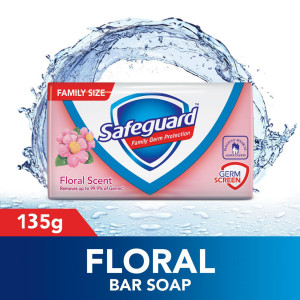 FAMILY SIZE
Safeguard
Family Germ Protection
Floral Scent
Removes up to 99.9% of Germs
GERM
SCREEN
135g
FLORAL
BAR SOAP